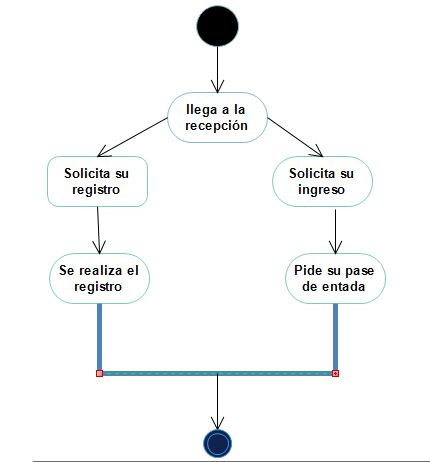 llega a la
recepción
Solicita su
registro
Solicita su
ingreso
Se realiza el
registro
Pide su pase
de entada